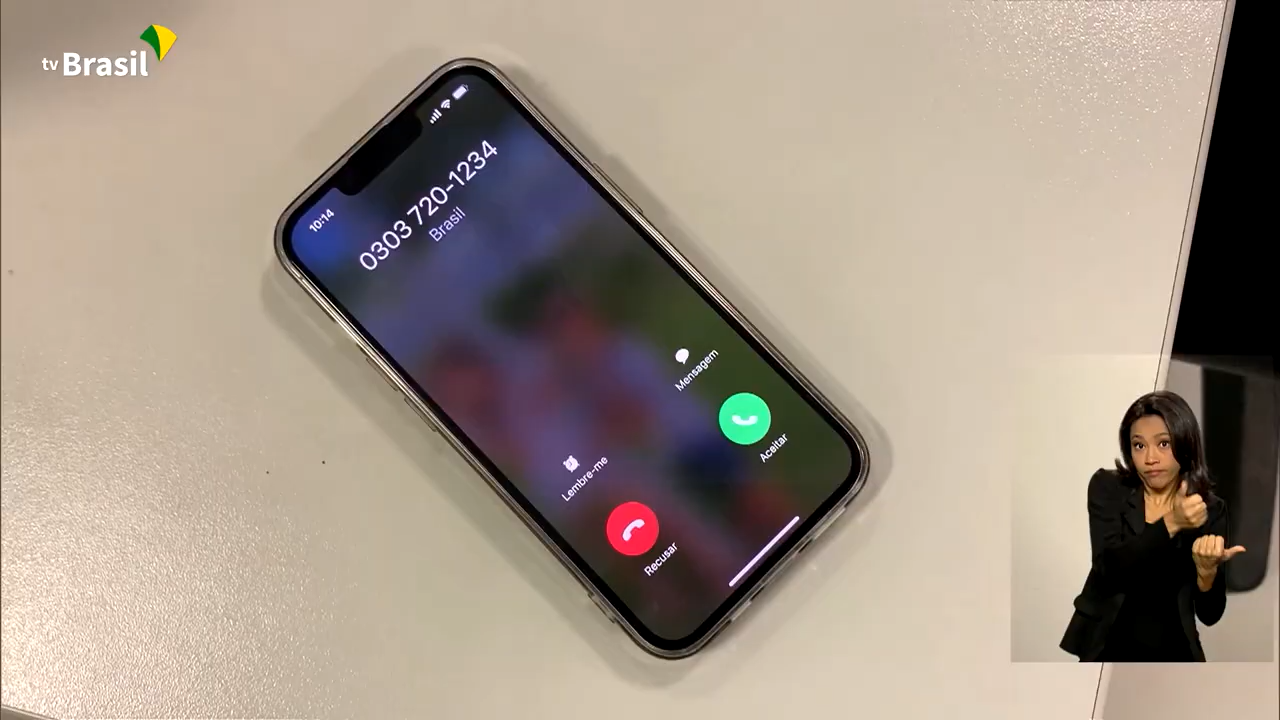 tv Brasil
10:14
0303 720-1234
Brasil
Mensagem
Aceitar
Lembre-me
Recusar